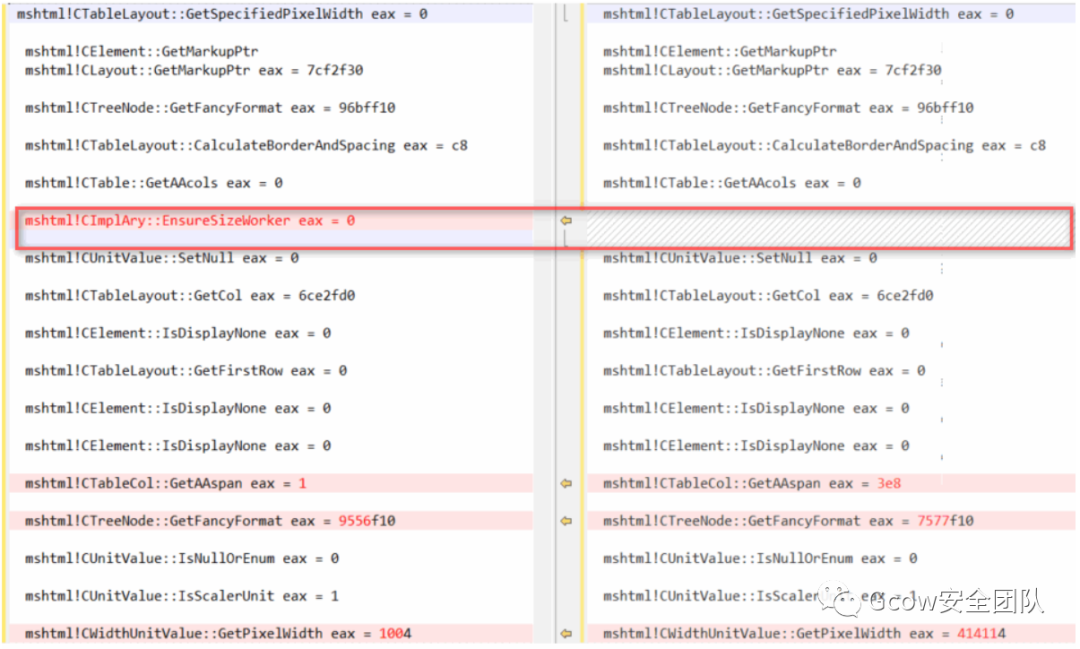 mshtml!CTableLayout::GetSpecifiedPixelWidth eax = 0
mshtml!CElement::GetMarkupPtr
mshtml!CLayout::GetMarkupPtr eax = 7cf2f30
mshtml!CTreeNode::GetFancyFormat eax = 96bff10
mshtml!CTableLayout::CalculateBorderAndSpacing eax = c8
mshtml!CTable::GetAAcols eax = 0
mshtml!CImplAry::EnsureSizeWorker eax = 0
mshtml!CUnitValue::SetNull eax = 0
mshtml!CTableLayout::GetCol eax = 6ce2fd0
mshtml!CElement::IsDisplayNone eax = 0
mshtml!CTableLayout::GetFirstRow eax = 0
mshtml!CElement::IsDisplayNone eax = 0
mshtml!CElement::IsDisplayNone eax = 0
mshtml!CTableCol::GetAAspan eax = 1
mshtml!CTreeNode::GetFancyFormat eax = 9556f10
mshtml!CUnitValue::IsNullOrEnum eax = 0
mshtml!CUnitValue::IsScalerUnit eax = 1
mshtml!CWidthUnitValue::GetPixelWidth eax = 1004
mshtml!CTableLayout::GetSpecifiedPixelWidth eax = 0
mshtml!CElement::GetMarkupPtr
mshtml!CLayout::GetMarkupPtr eax = 7cf2f30
mshtml!CTreeNode::GetFancyFormat eax = 96bff10
mshtml!CTableLayout::CalculateBorderAndSpacing eax = c8
mshtml!CTable::GetAAcols eax = 0
mshtml!CUnitValue::SetNull eax = 0
mshtml!CTableLayout::GetCol eax = 6ce2fd0
mshtml!CElement::IsDisplayNone eax = 0
mshtml!CTableLayout::GetFirstRow eax = 0
mshtml!CElement::IsDisplayNone eax = 0
mshtml!CElement::IsDisplayNone eax = 0
mshtml!CTableCol::GetAAspan eax = 3e8
mshtml!CTreeNode::GetFancyFormat eax = 7577f10
mshtml!CUnitValue::IsNullOrEnum eax = 0
mshtml!CUnitValue::IsScaler
mshtml!CWidthUnitValue::GetPixelWidth eax = 414114
Gcow安全团队